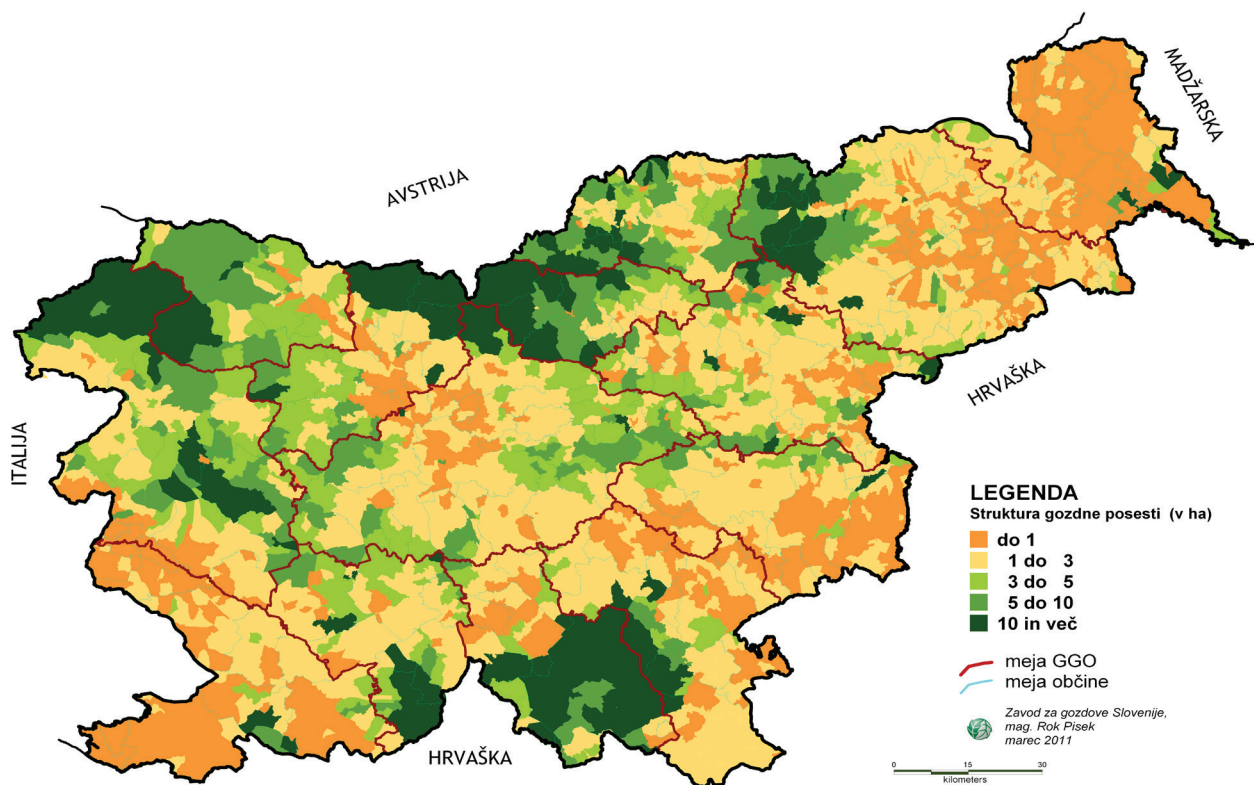 MADŽARSKA
AVSTRIJA
ITALIJA
HRVAŠKA
HRVAŠKA
LEGENDA
Struktura gozdne posesti (v ha)
do 1
1 do 3
3 do 5
5 do 10
10 in več
meja GGO
meja občine
Zavod za gozdove Slovenije,
mag. Rok Pisek
marec 2011
0 15 30
kilometers